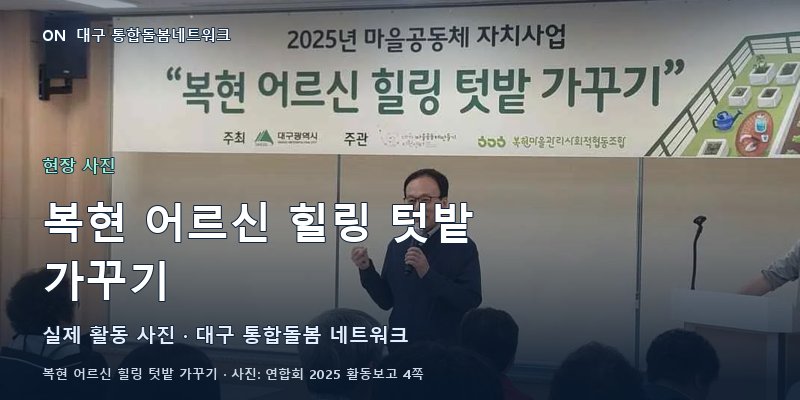 ON 대구 통합돌봄네트워크
2025년 마을공동체 자치사업
“복현 어르신 힐링 텃밭 가꾸기”
주최 대구광역시 주관 복현마을관리사회적협동조합
현장 사진
복현 어르신 힐링 텃밭
가꾸기
실제 활동 사진 · 대구 통합돌봄 네트워크
복현 어르신 힐링 텃밭 가꾸기 · 사진: 연합회 2025 활동보고 4쪽